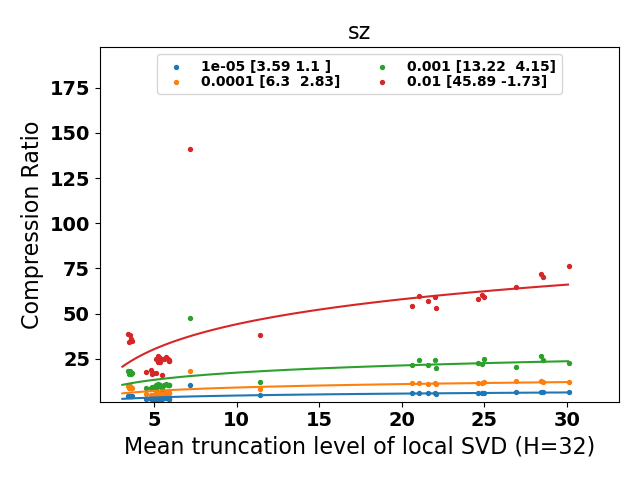 sz
1e-05 [3.59 1.1 ]
0.0001 [6.3  2.83]
0.001 [13.22  4.15]
0.01 [45.89 -1.73]
Compression Ratio
175
150
125
100
75
50
25
5
10
15
20
25
30
Mean truncation level of local SVD (H=32)